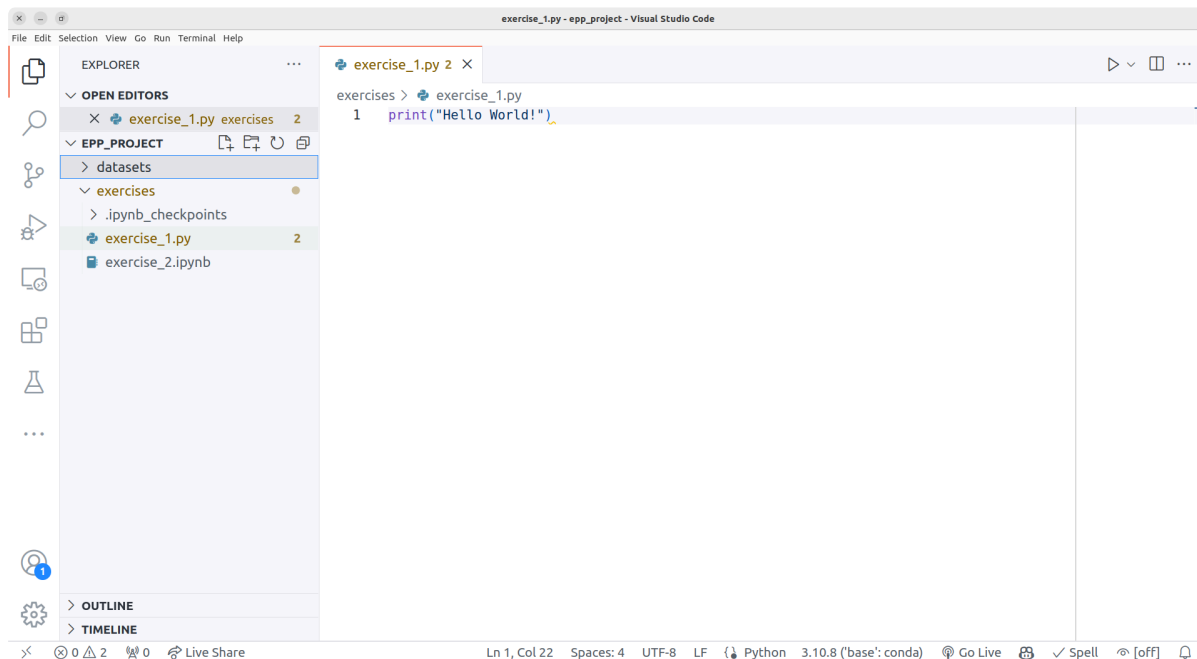 exercise_1.py - epp_project - Visual Studio Code
File Edit Selection View Go Run Terminal Help
EXPLORER
OPEN EDITORS
exercise_1.py exercises 2
EPP_PROJECT
datasets
exercises
.ipynb_checkpoints
exercise_1.py 2
exercise_2.ipynb
OUTLINE
TIMELINE
exercise_1.py 2
exercises > exercise_1.py
1 print("Hello World!")
1
0 2 0 Live Share Ln 1, Col 22 Spaces: 4 UTF-8 LF Python 3.10.8 ('base': conda) Go Live Spell [off]